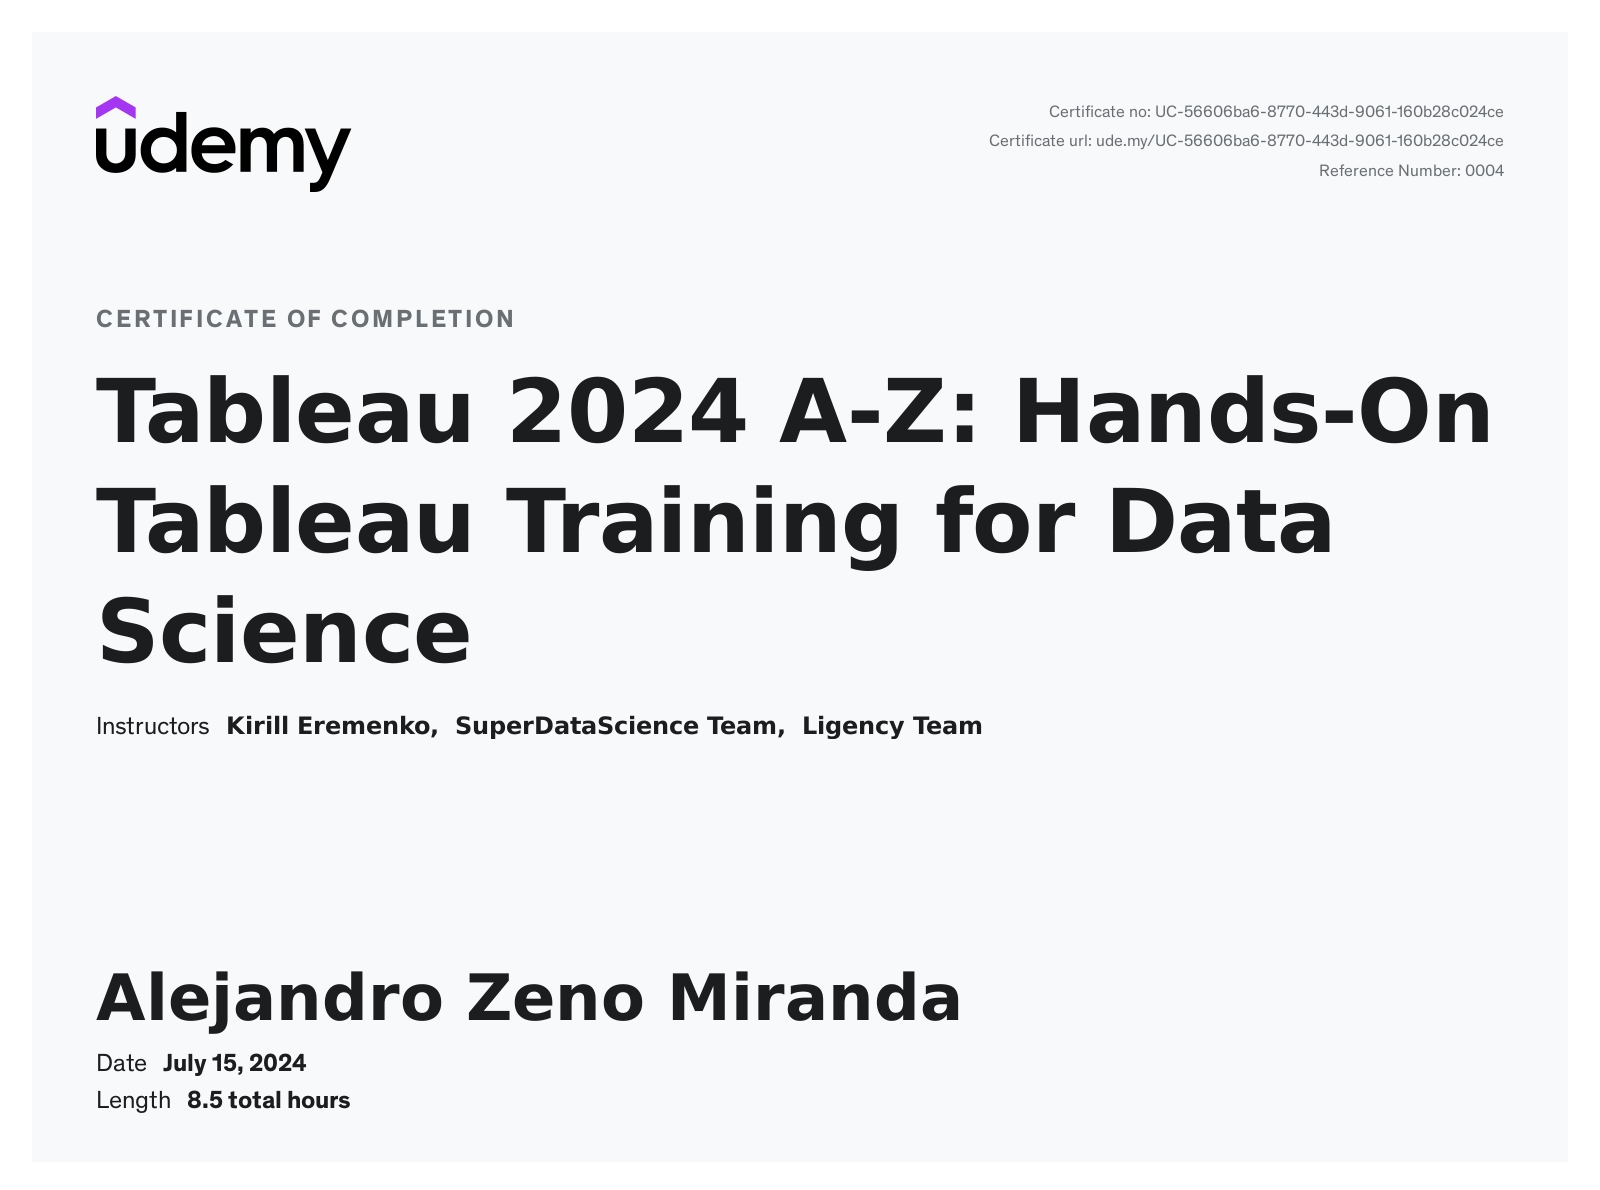 udemy
Certificate no: UC-56606ba6-8770-443d-9061-160b28c024ce
Certificate url: ude.my/UC-56606ba6-8770-443d-9061-160b28c024ce
Reference Number: 0004
CERTIFICATE OF COMPLETION
Tableau 2024 A-Z: Hands-On
Tableau Training for Data
Science
Instructors Kirill Eremenko, SuperDataScience Team, Ligency Team
Alejandro Zeno Miranda
Date July 15, 2024
Length 8.5 total hours